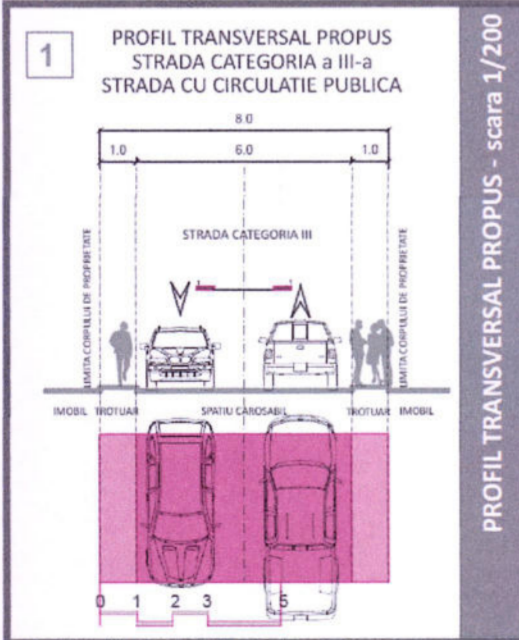 1
PROFIL TRANSVERSAL PROPUS
STRADA CATEGORIA a III-a
STRADA CU CIRCULATIE PUBLICA
8.0
1.0 6.0 1.0
STRADA CATEGORIA III
LIMITA CORPULUI DE PROPRIETATE
LIMITA CORPULUI DE PROPRIETATE
1 1
IMOBIL TROTUAR SPATIU CAROSABIL TROTUAR IMOBIL
0 1 2 3 5
PROFIL TRANSVERSAL PROPUS - scara 1/200